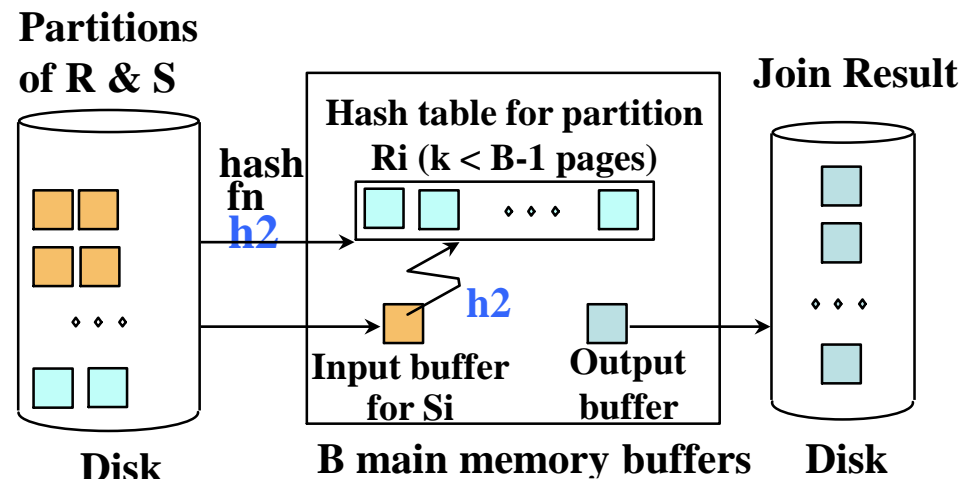 Partitions
of R & S
Join Result
Hash table for partition
Ri (k < B-1 pages)
hash
fn
h2
h2
Input buffer
for Si
Output
buffer
Disk
B main memory buffers
Disk